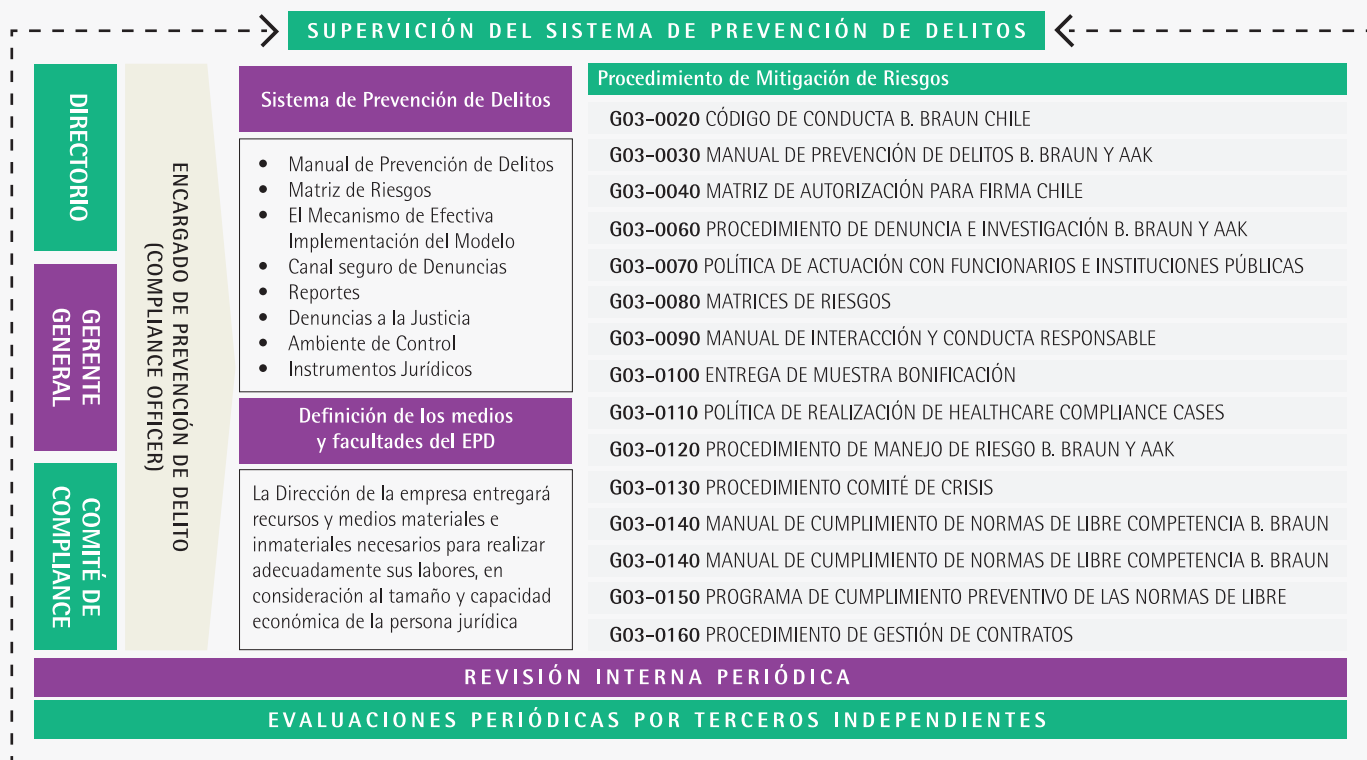 SUPERVISIÓN DEL SISTEMA DE PREVENCIÓN DE DELITOS
DIRECTORIO
GERENTE
GENERAL
COMITÉ DE
COMPLIANCE
ENCARGADO DE PREVENCIÓN DE DELITO
(COMPLIANCE OFFICER)
Sistema de Prevención de Delitos
• Manual de Prevención de Delitos
• Matriz de Riesgos
• El Mecanismo de Efectiva
Implementación del Modelo
• Canal seguro de Denuncias
• Reportes
• Denuncias a la Justicia
• Ambiente de Control
• Instrumentos Jurídicos
Definición de los medios
y facultades del EPD
La Dirección de la empresa entregará
recursos y medios materiales e
inmateriales necesarios para realizar
adecuadamente sus labores, en
consideración al tamaño y capacidad
económica de la persona jurídica
Procedimiento de Mitigación de Riesgos
G03-0020 CÓDIGO DE CONDUCTA B. BRAUN CHILE
G03-0030 MANUAL DE PREVENCIÓN DE DELITOS B. BRAUN Y AAK
G03-0040 MATRIZ DE AUTORIZACIÓN PARA FIRMA CHILE
G03-0060 PROCEDIMIENTO DE DENUNCIA E INVESTIGACIÓN B. BRAUN Y AAK
G03-0070 POLÍTICA DE ACTUACIÓN CON FUNCIONARIOS E INSTITUCIONES PÚBLICAS
G03-0080 MATRICES DE RIESGOS
G03-0090 MANUAL DE INTERACCIÓN Y CONDUCTA RESPONSABLE
G03-0100 ENTREGA DE MUESTRA BONIFICACIÓN
G03-0110 POLÍTICA DE REALIZACIÓN DE HEALTHCARE COMPLIANCE CASES
G03-0120 PROCEDIMIENTO DE MANEJO DE RIESGO B. BRAUN Y AAK
G03-0130 PROCEDIMIENTO COMITÉ DE CRISIS
G03-0140 MANUAL DE CUMPLIMIENTO DE NORMAS DE LIBRE COMPETENCIA B. BRAUN
G03-0140 MANUAL DE CUMPLIMIENTO DE NORMAS DE LIBRE COMPETENCIA B. BRAUN
G03-0150 PROGRAMA DE CUMPLIMIENTO PREVENTIVO DE LAS NORMAS DE LIBRE
G03-0160 PROCEDIMIENTO DE GESTIÓN DE CONTRATOS
REVISIÓN INTERNA PERIÓDICA
EVALUACIONES PERIÓDICAS POR TERCEROS INDEPENDIENTES